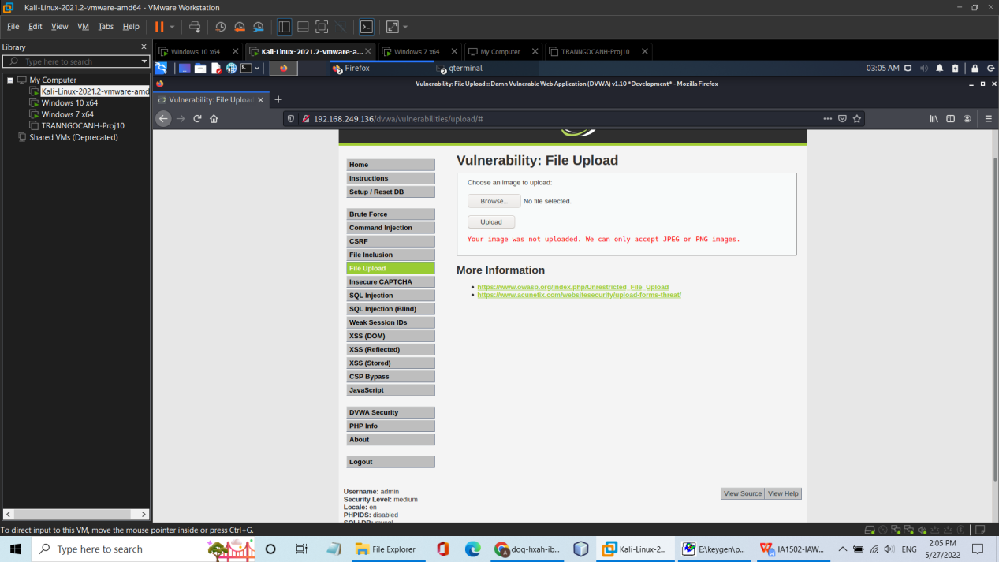 Kali-Linux-2021.2-vmware-amd64 - VMware Workstation
File Edit View VM Tabs Help
Library
Type here to search
My Computer
Kali-Linux-2021.2-vmware-amd
Windows 10 x64
Windows 7 x64
TRANNGOCANH-Proj10
Shared VMs (Deprecated)
Windows 10 x64 Kali-Linux-2021.2-vmware-a... Windows 7 x64 My Computer TRANNGOCANH-Proj10
2 Firefox 2 qterminal 03:05 AM
Vulnerability: File Upload :: Damn Vulnerable Web Application (DVWA) v1.10 *Development* - Mozilla Firefox
Vulnerability: File Upload
192.168.249.136/dvwa/vulnerabilities/upload/#
Home
Instructions
Setup / Reset DB
Brute Force
Command Injection
CSRF
File Inclusion
File Upload
Insecure CAPTCHA
SQL Injection
SQL Injection (Blind)
Weak Session IDs
XSS (DOM)
XSS (Reflected)
XSS (Stored)
CSP Bypass
JavaScript
DVWA Security
PHP Info
About
Logout
Vulnerability: File Upload
Choose an image to upload:
Browse... No file selected.
Upload
Your image was not uploaded. We can only accept JPEG or PNG images.
More Information
https://www.owasp.org/index.php/Unrestricted_File_Upload
https://www.acunetix.com/websitesecurity/upload-forms-threat/
Username: admin
Security Level: medium
Locale: en
PHPIDS: disabled
View Source View Help
To direct input to this VM, move the mouse pointer inside or press Ctrl+G.
Type here to search
File Explorer doq-hxah-ib... Kali-Linux-2... E:\keygen\p... IA1502-IAW...
ENG
2:05 PM
5/27/2022